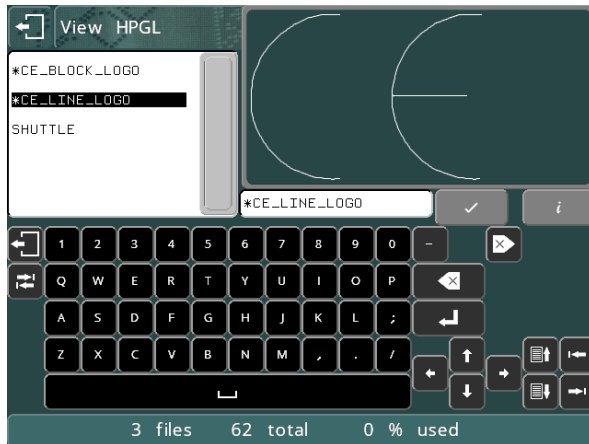 View HPGL
*CE_BLOCK_LOGO
*CE_LINE_LOGO
SHUTTLE
*CE_LINE_LOGO
i
1 2 3 4 5 6 7 8 9 0 -
Q W E R T Y U I O P
A S D F G H J K L ;
Z X C V B N M , . /
3 files 62 total 0 % used